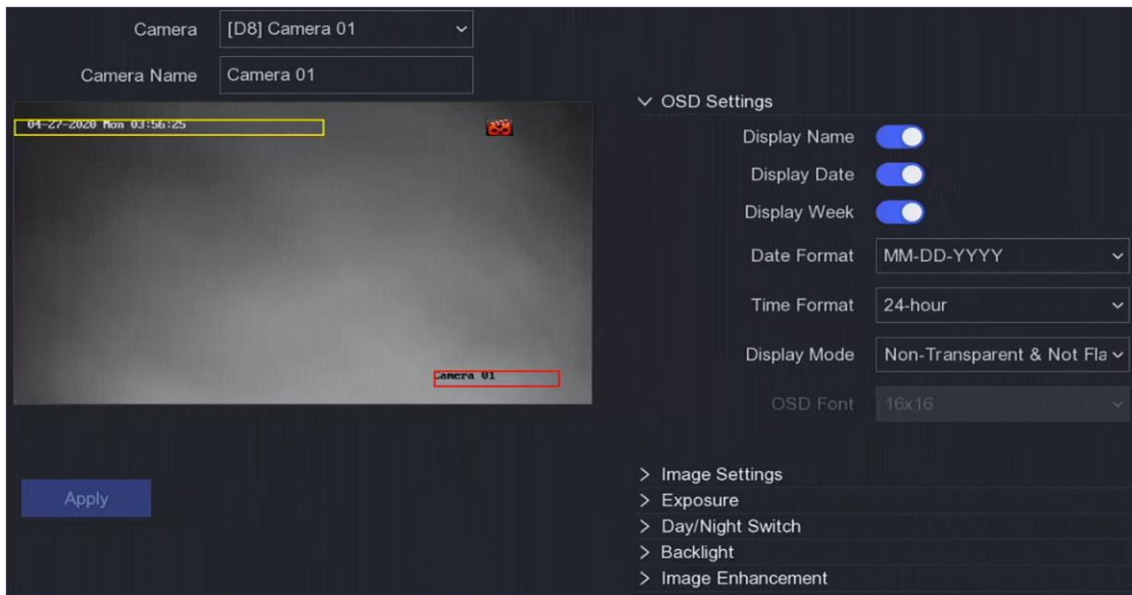 Camera [D8] Camera 01
Camera Name Camera 01
04-27-2020 Mon 03:56:25
Camera 01
Apply
OSD Settings
Display Name
Display Date
Display Week
Date Format MM-DD-YYYY
Time Format 24-hour
Display Mode Non-Transparent & Not Fla
OSD Font 16x16
Image Settings
Exposure
Day/Night Switch
Backlight
Image Enhancement